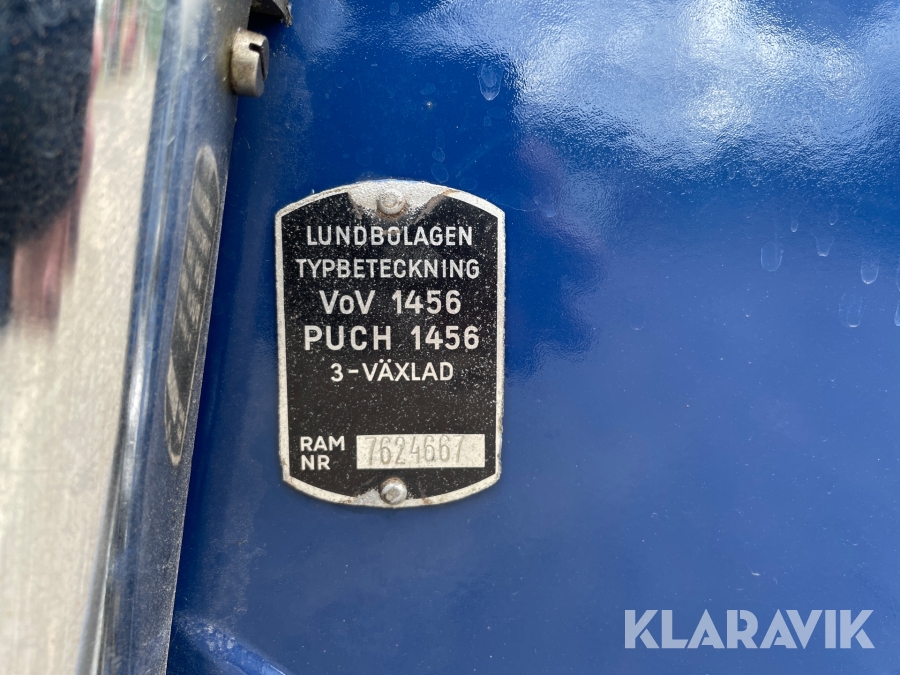 LUNDBOLAGEN
TYPBETECKNING
VoV 1456
PUCH 1456
3-VÄXLAD
RAM
NR
7624667
KLARAVIK